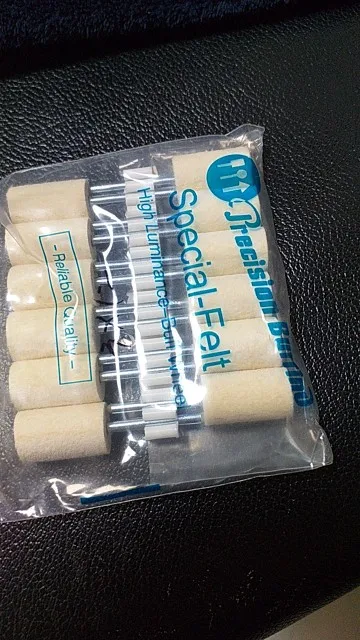 Precision Buffing
Special-Felt
High Luminance-Buff Wheel
- Reliable Quality -